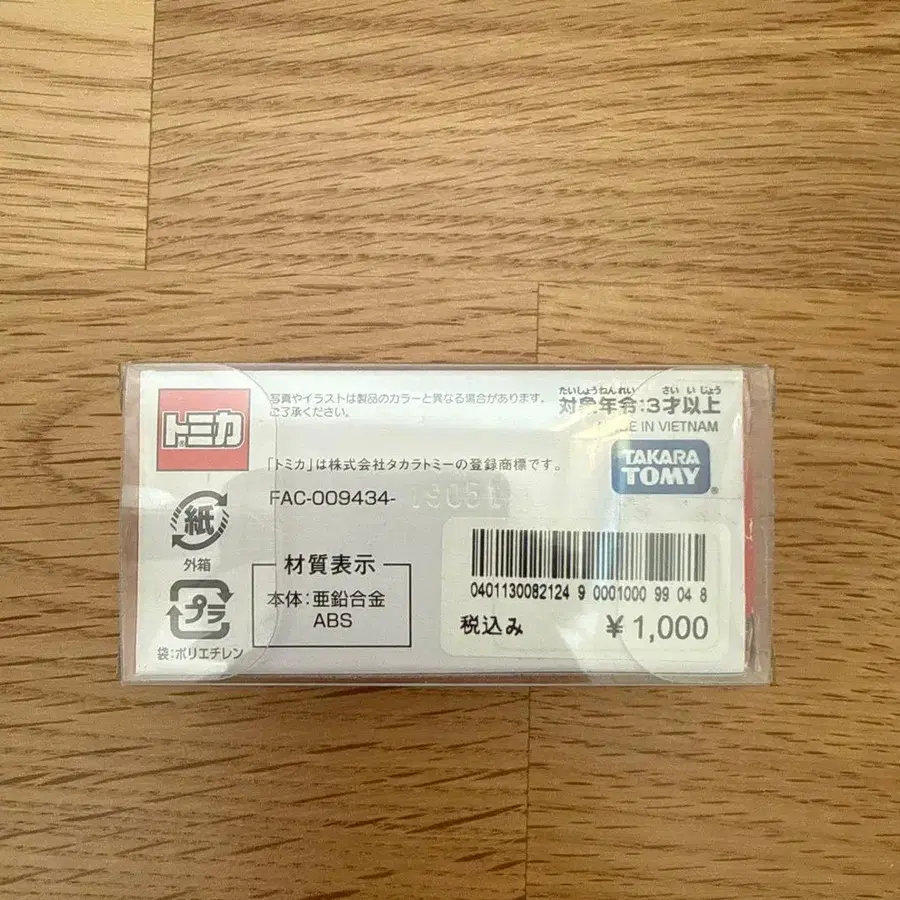 トミカ
写真やイラストは製品のカラーと異なる場合があります。
ご了承ください。
たいしょうねんれい さい いじょう
対象年令:3才以上
MADE IN VIETNAM
「トミカ」は株式会社タカラトミーの登録商標です。
TAKARA
TOMY
FAC-009434-
紙
外箱
プラ
袋:ポリエチレン
材質表示
本体:亜鉛合金
ABS
0401130082124 9 0001000 99 04 8
税込み ¥1,000